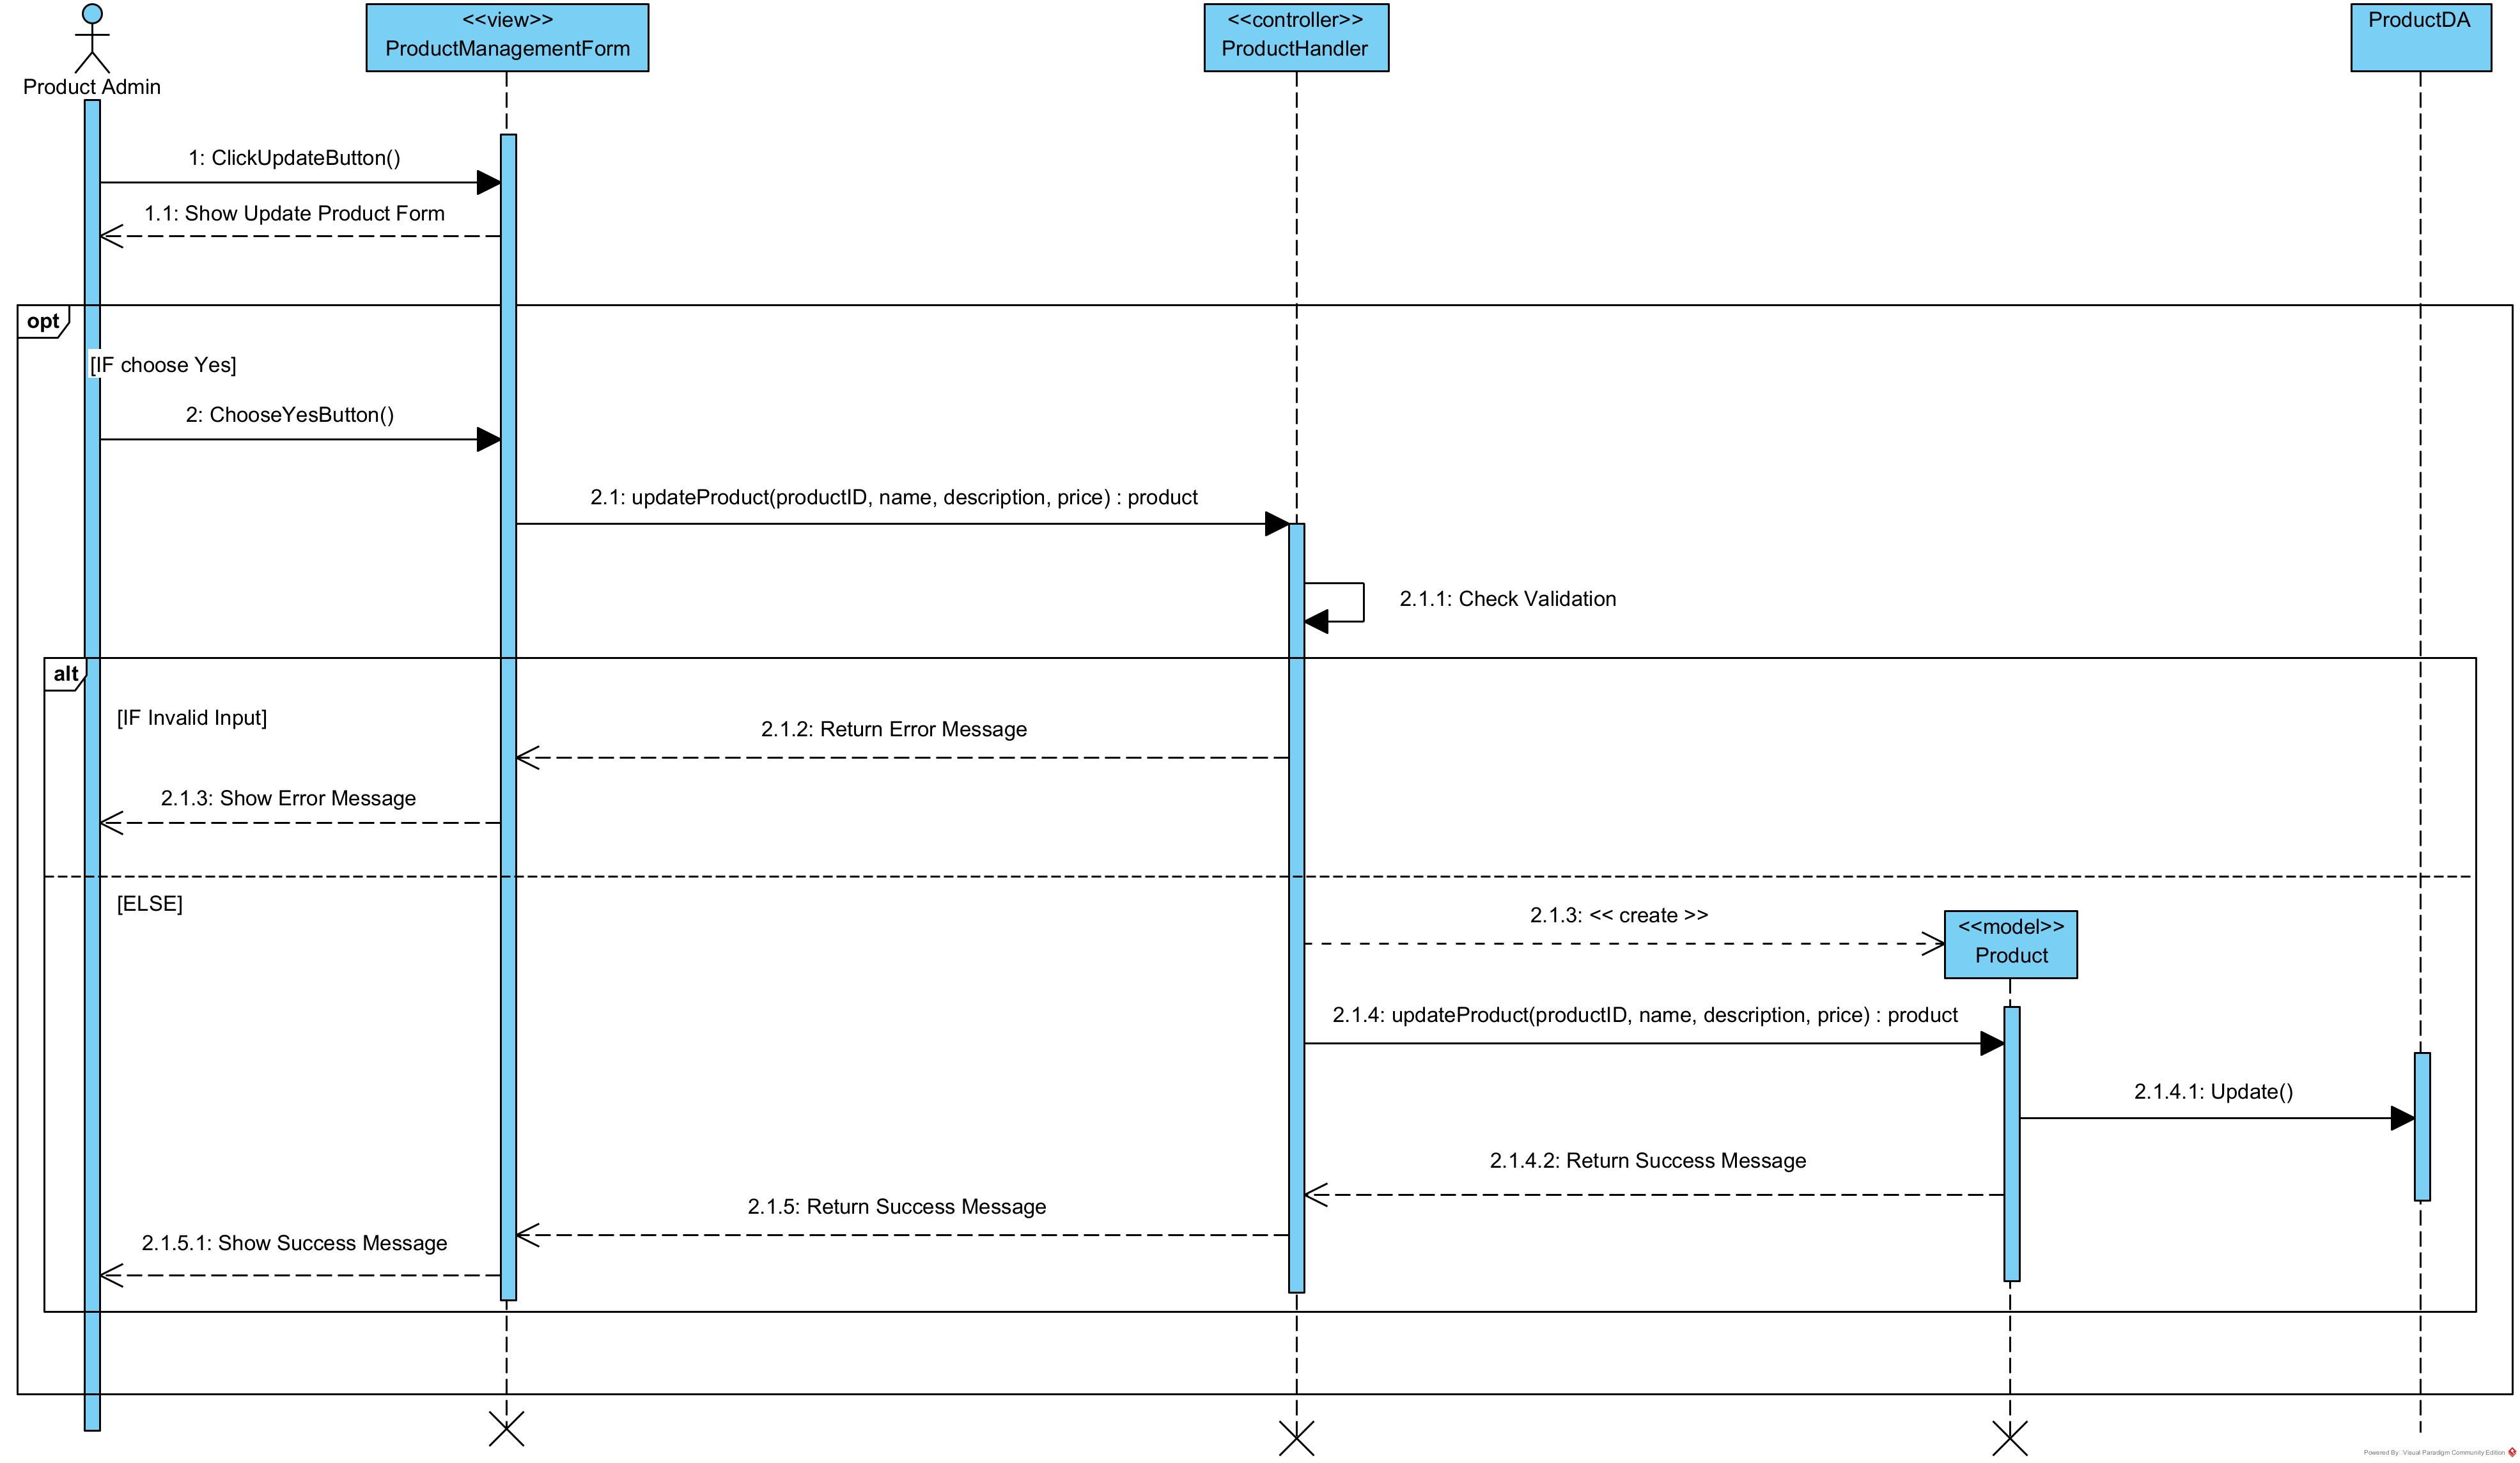 <<view>>
ProductManagementForm
<<controller>>
ProductHandler
ProductDA
Product Admin
1: ClickUpdateButton()
1.1: Show Update Product Form
opt
[IF choose Yes]
2: ChooseYesButton()
2.1: updateProduct(productID, name, description, price) : product
2.1.1: Check Validation
alt
[IF Invalid Input]
2.1.2: Return Error Message
2.1.3: Show Error Message
[ELSE]
2.1.3: << create >>
<<model>>
Product
2.1.4: updateProduct(productID, name, description, price) : product
2.1.4.1: Update()
2.1.4.2: Return Success Message
2.1.5: Return Success Message
2.1.5.1: Show Success Message
Powered By: Visual Paradigm Community Edition